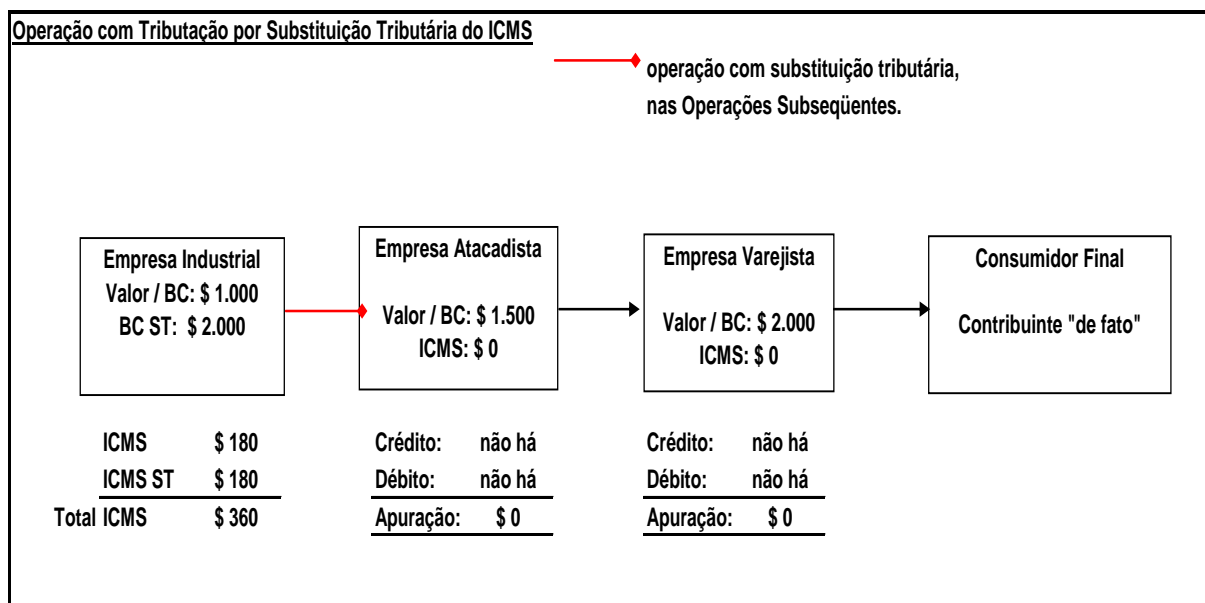 Operação com Tributação por Substituição Tributária do ICMS
operação com substituição tributária,
nas Operações Subseqüentes.
Empresa Industrial
Valor / BC: $ 1.000
BC ST: $ 2.000
Empresa Atacadista
Valor / BC: $ 1.500
ICMS: $ 0
Empresa Varejista
Valor / BC: $ 2.000
ICMS: $ 0
Consumidor Final
Contribuinte "de fato"
ICMS $ 180
ICMS ST $ 180
Total ICMS $ 360
Crédito: não há
Débito: não há
Apuração: $ 0
Crédito: não há
Débito: não há
Apuração: $ 0